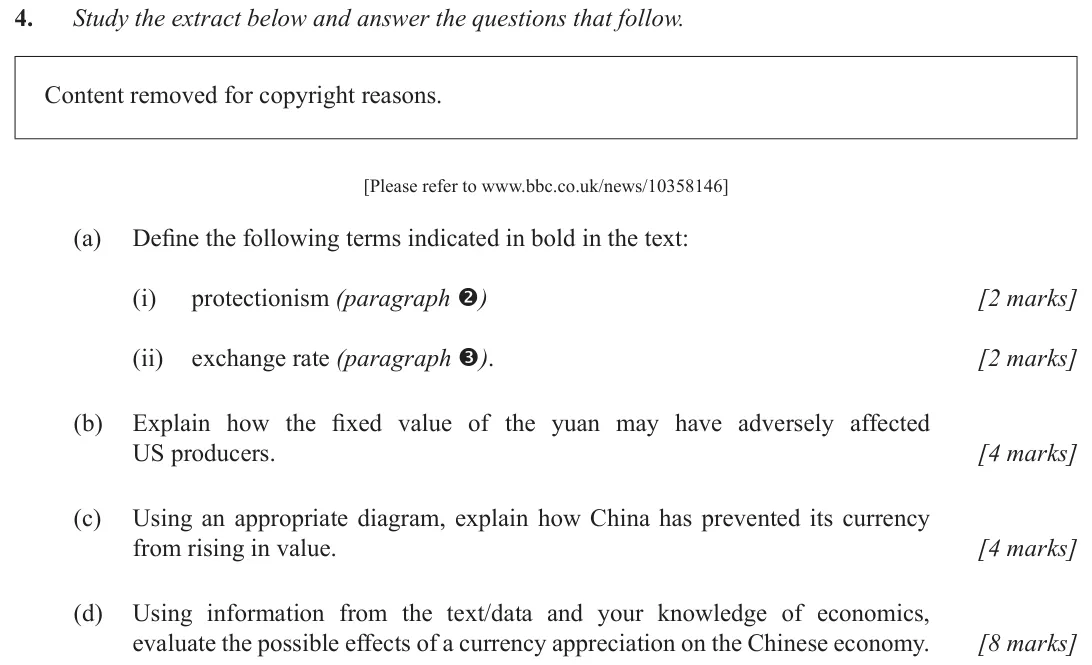 4. Study the extract below and answer the questions that follow.
Content removed for copyright reasons.
[Please refer to www.bbc.co.uk/news/10358146]
(a) Define the following terms indicated in bold in the text:
(i) protectionism (paragraph ❷) [2 marks]
(ii) exchange rate (paragraph ❸). [2 marks]
(b) Explain how the fixed value of the yuan may have adversely affected
US producers. [4 marks]
(c) Using an appropriate diagram, explain how China has prevented its currency
from rising in value. [4 marks]
(d) Using information from the text/data and your knowledge of economics,
evaluate the possible effects of a currency appreciation on the Chinese economy. [8 marks]